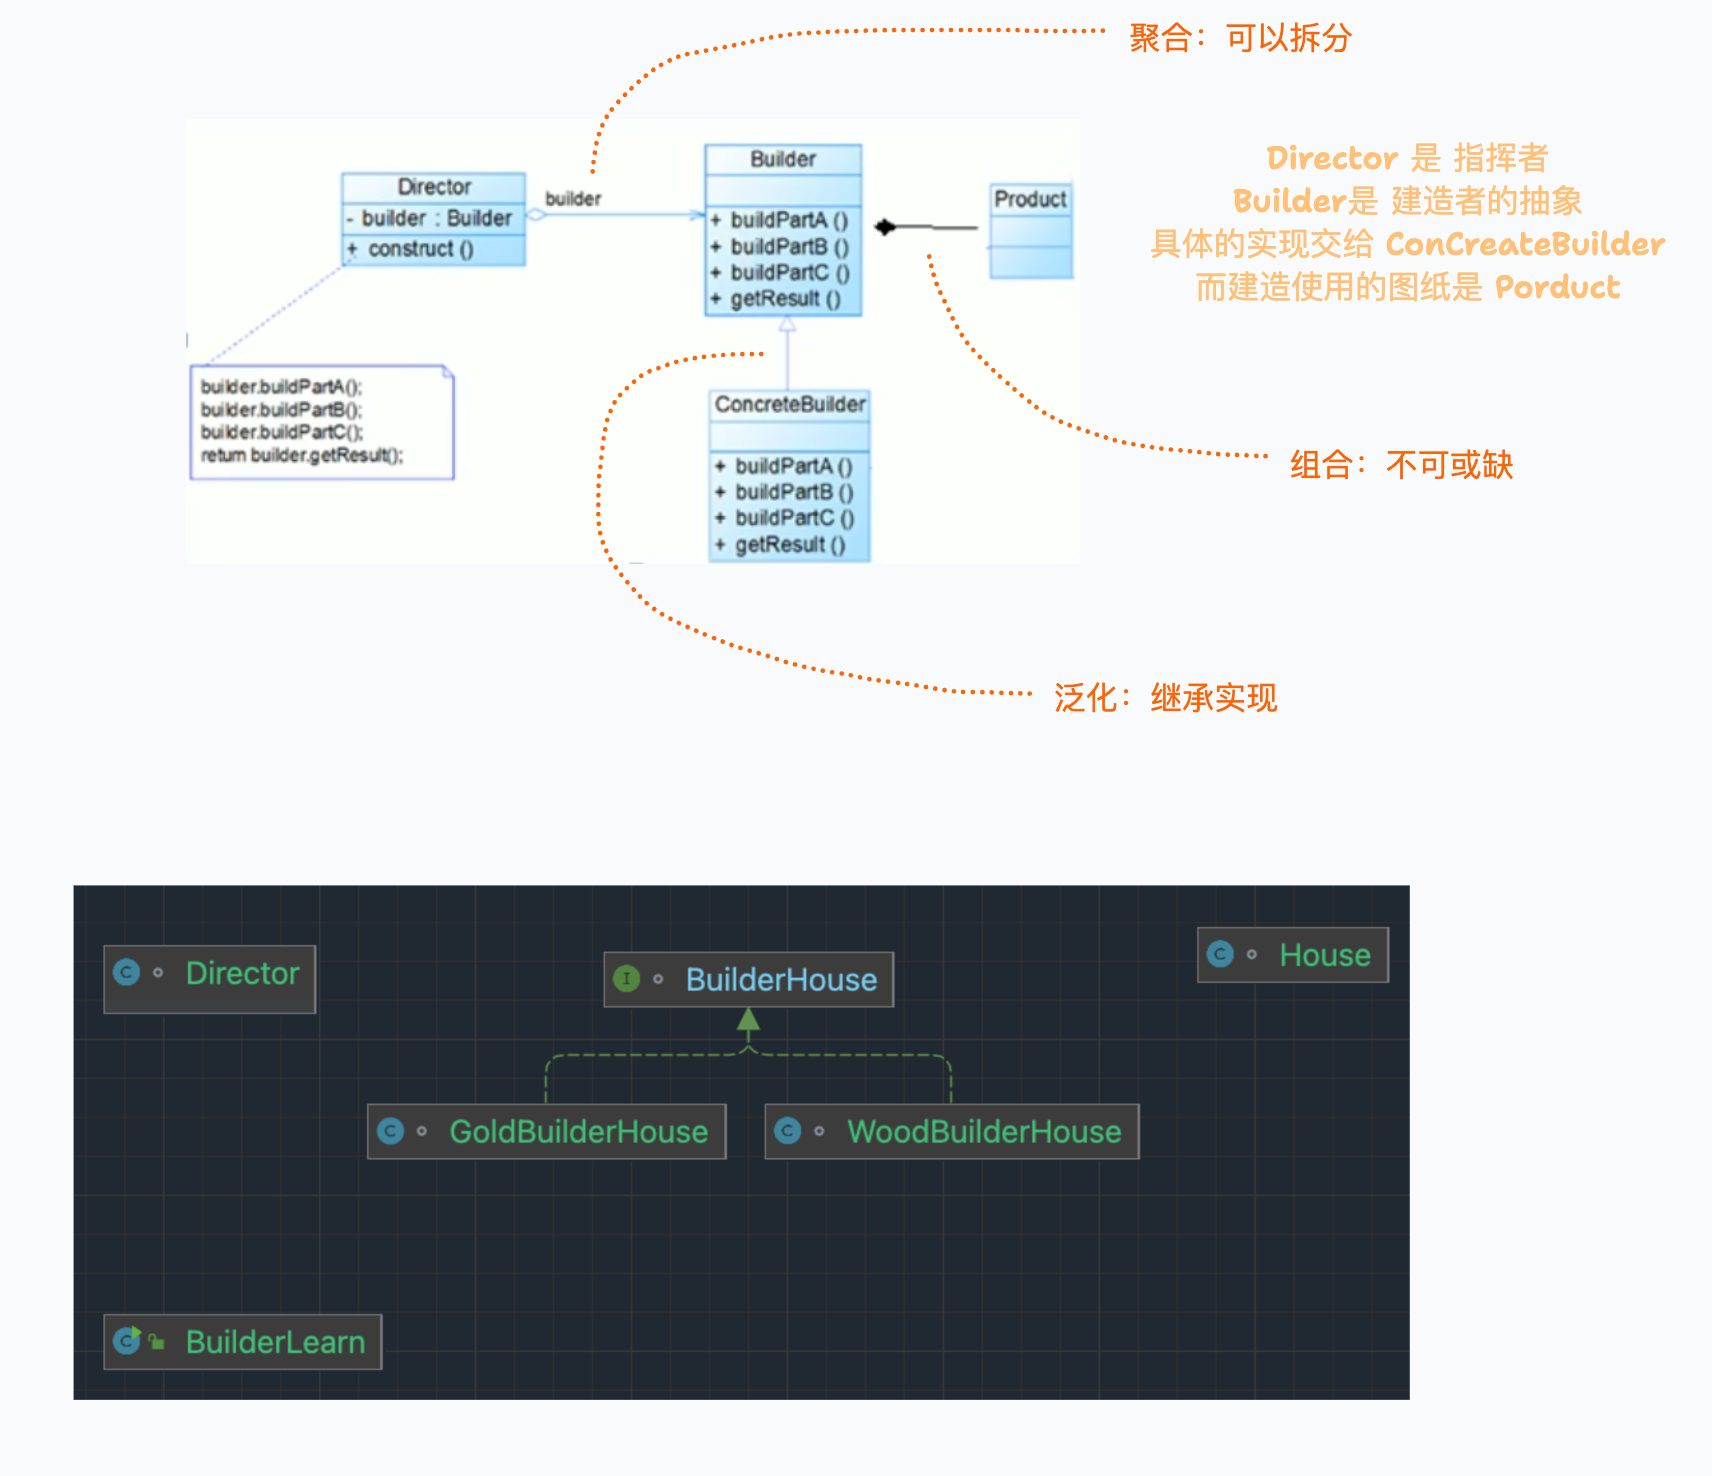 聚合：可以拆分
Director 是 指挥者
Builder是 建造者的抽象
具体的实现交给 ConCreateBuilder
而建造使用的图纸是 Porduct
Director
- builder : Builder
+ construct ()
builder
Builder
+ buildPartA ()
+ buildPartB ()
+ buildPartC ()
+ getResult ()
Product
builder.buildPartA();
builder.buildPartB();
builder.buildPartC();
return builder.getResult();
ConcreteBuilder
+ buildPartA ()
+ buildPartB ()
+ buildPartC ()
+ getResult ()
组合：不可或缺
泛化：继承实现
C Director
I BuilderHouse
C House
C GoldBuilderHouse
C WoodBuilderHouse
C BuilderLearn